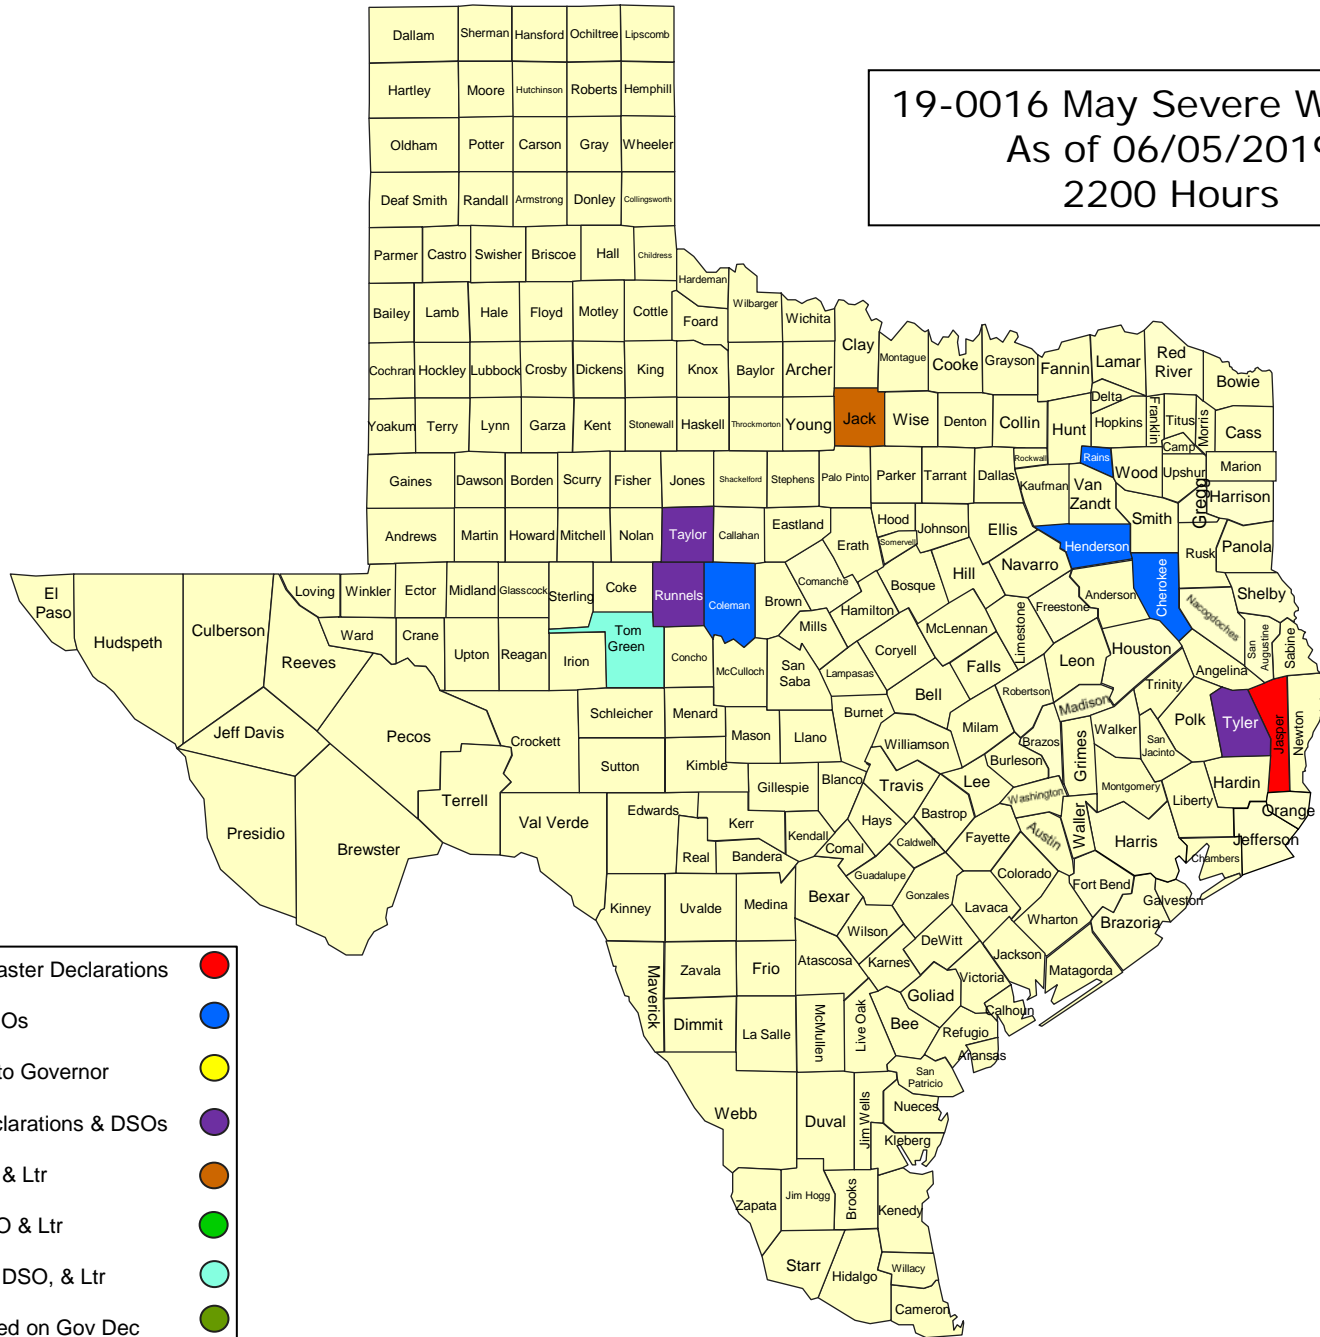 19-0016 May Severe W
As of 06/05/2019
2200 Hours
Dallam Sherman Hansford Ochiltree Lipscomb
Hartley Moore Hutchinson Roberts Hemphill
Oldham Potter Carson Gray Wheeler
Deaf Smith Randall Armstrong Donley Collingsworth
Parmer Castro Swisher Briscoe Hall Childress
Hardeman
Bailey Lamb Hale Floyd Motley Cottle Foard Wilbarger Wichita
Clay Montague Cooke Grayson Fannin Lamar Red
River Bowie
Cochran Hockley Lubbock Crosby Dickens King Knox Baylor Archer
Delta
Yoakum Terry Lynn Garza Kent Stonewall Haskell Throckmorton Young Jack Wise Denton Collin Hunt Hopkins Franklin Titus Morris Cass
Camp
Rockwall Rains
Gaines Dawson Borden Scurry Fisher Jones Shackelford Stephens Palo Pinto Parker Tarrant Dallas Kaufman Van
Zandt Wood Upshur Marion
Gregg Harrison
Andrews Martin Howard Mitchell Nolan Taylor Callahan Eastland Erath Hood Somervell Johnson Ellis Henderson Smith Rusk Panola
El
Paso Hudspeth Culberson Loving Winkler Ector Midland Glasscock Sterling Coke Runnels Coleman Brown Comanche Hamilton Bosque Hill Navarro Freestone Anderson Cherokee Nacogdoches Shelby
Reeves Ward Crane Upton Reagan Irion Tom
Green Concho McCulloch San
Saba Mills Lampasas Coryell McLennan Limestone Falls Leon Houston Angelina San
Augustine Sabine
Jeff Davis Pecos Crockett Schleicher Menard Mason Llano Burnet Bell Milam Robertson Madison Trinity Polk Tyler Jasper Newton
Sutton Kimble Gillespie Blanco Williamson Travis Lee Burleson Brazos Grimes Walker San
Jacinto
Presidio Brewster Terrell Val Verde Edwards Kerr Kendall Hays Bastrop Washington Montgomery Liberty Hardin Orange
Real Bandera Comal Caldwell Fayette Austin Waller Harris Chambers Jefferson
Kinney Uvalde Medina Bexar Guadalupe Gonzales Lavaca Colorado Fort Bend Galveston
Wilson DeWitt Wharton Brazoria
Maverick Zavala Frio Atascosa Karnes Victoria Jackson Matagorda
Dimmit La Salle McMullen Live Oak Bee Goliad Calhoun
Refugio
Aransas
San
Patricio
Webb Duval Jim Wells Nueces
Kleberg
Zapata Jim Hogg Brooks Kenedy
Starr Hidalgo Willacy
Cameron
aster Declarations
Os
to Governor
clarations & DSOs
& Ltr
O & Ltr
DSO, & Ltr
ed on Gov Dec